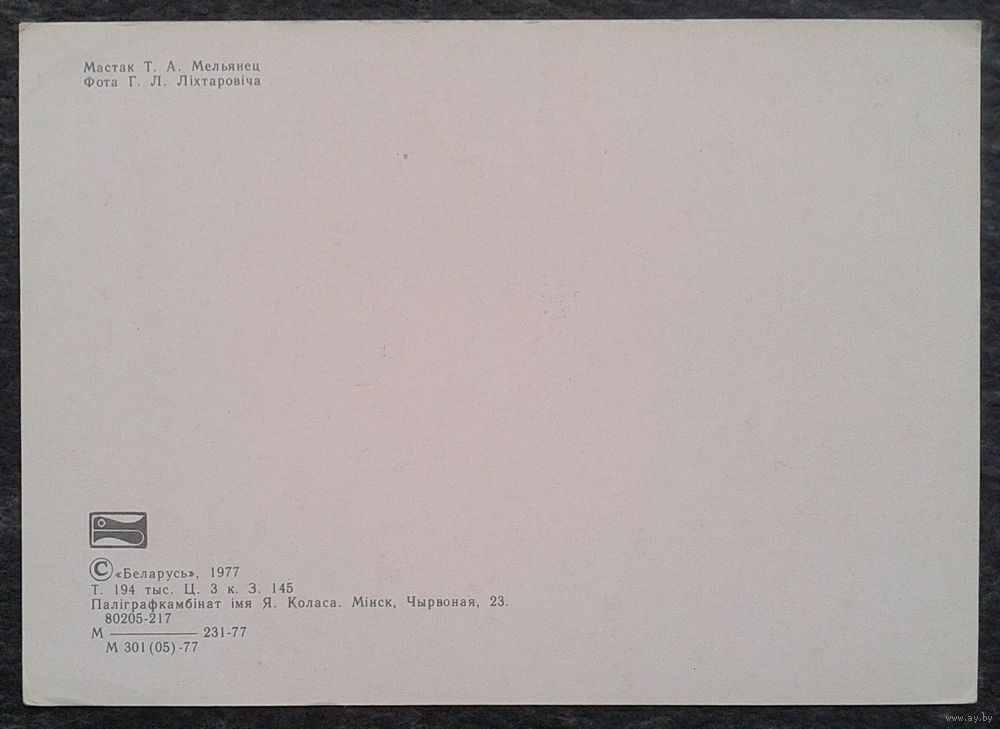 Мастак Т. А. Мельянец
Фота Г. Л. Ліхтаровіча
©«Беларусь», 1977
Т. 194 тыс. Ц. 3 к. З. 145
Паліграфкамбінат імя Я. Коласа. Мінск, Чырвоная, 23.
80205-217
М ———— 231-77
М 301(05)-77
www.ay.by